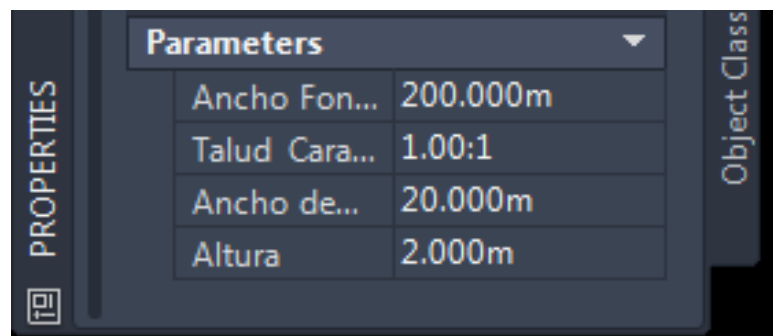 Parameters
Ancho Fon... 200.000m
Talud Cara... 1.00:1
Ancho de... 20.000m
Altura 2.000m
PROPERTIES
Object Class